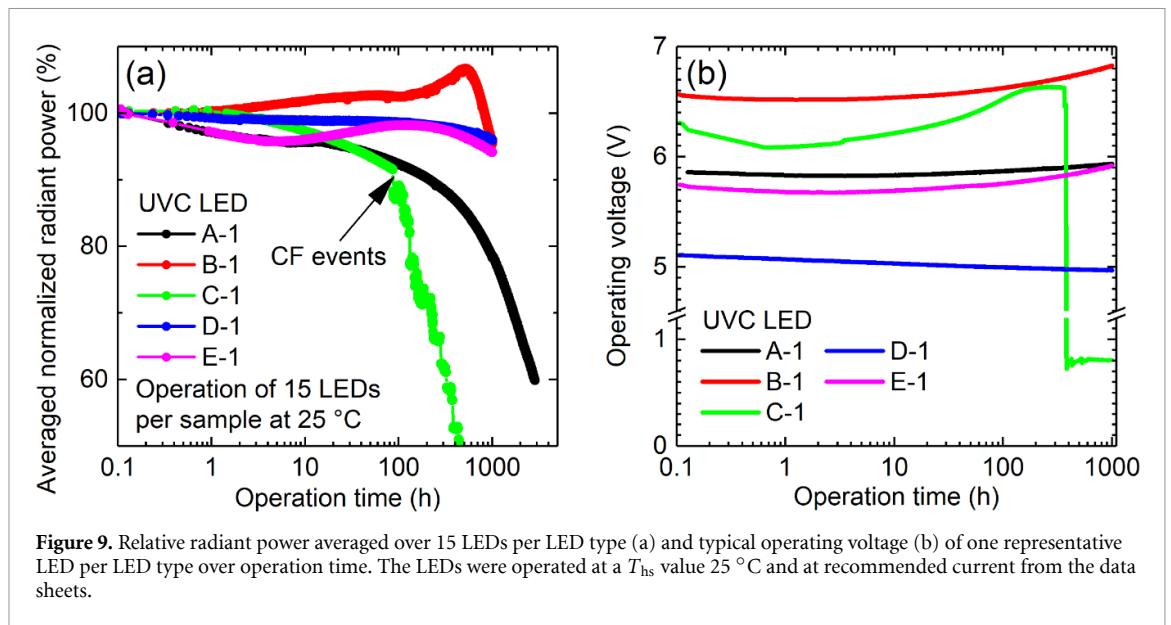 (a)
Averaged normalized radiant power (%)
100
80
60
UVC LED
A-1
B-1
C-1
D-1
E-1
CF events
Operation of 15 LEDs
per sample at 25 °C
0.1 1 10 100 1000
Operation time (h)
(b)
Operating voltage (V)
7
6
5
1
0
UVC LED
A-1 D-1
B-1 E-1
C-1
0.1 1 10 100 1000
Operation time (h)
Figure 9. Relative radiant power averaged over 15 LEDs per LED type (a) and typical operating voltage (b) of one representative
LED per LED type over operation time. The LEDs were operated at a Ths value 25 °C and at recommended current from the data
sheets.